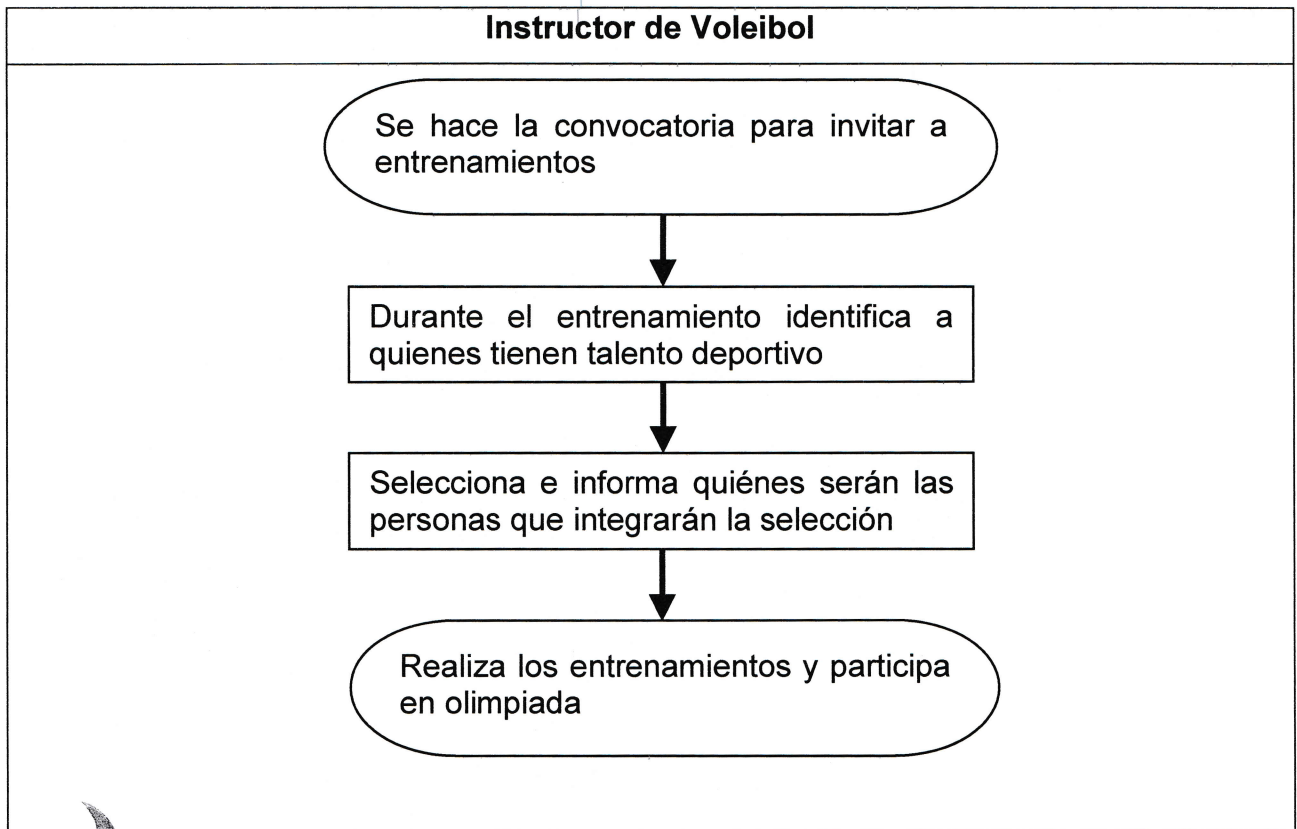 Instructor de Voleibol
Se hace la convocatoria para invitar a
entrenamientos
Durante el entrenamiento identifica a
quienes tienen talento deportivo
Selecciona e informa quiénes serán las
personas que integrarán la selección
Realiza los entrenamientos y participa
en olimpiada